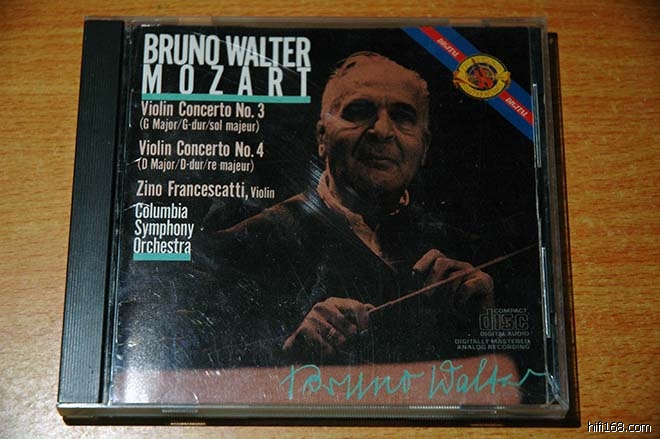 BRUNO WALTER
MOZART
Violin Concerto No. 3
(G Major/G-dur/sol majeur)
Violin Concerto No. 4
(D Major/D-dur/re majeur)
Zino Francescatti, Violin
Columbia
Symphony
Orchestra
DIGITAL
DIGITAL
COMPACT
disc
DIGITAL AUDIO
DIGITALLY MASTERED
ANALOG RECORDING
Bruno Walter
hifi168.com